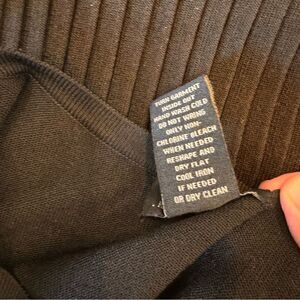 TURN GARMENT
INSIDE OUT
HAND WASH COLD
DO NOT WRING
ONLY NON-
CHLORINE BLEACH
WHEN NEEDED
RESHAPE AND
DRY FLAT
COOL IRON
IF NEEDED
OR DRY CLEAN